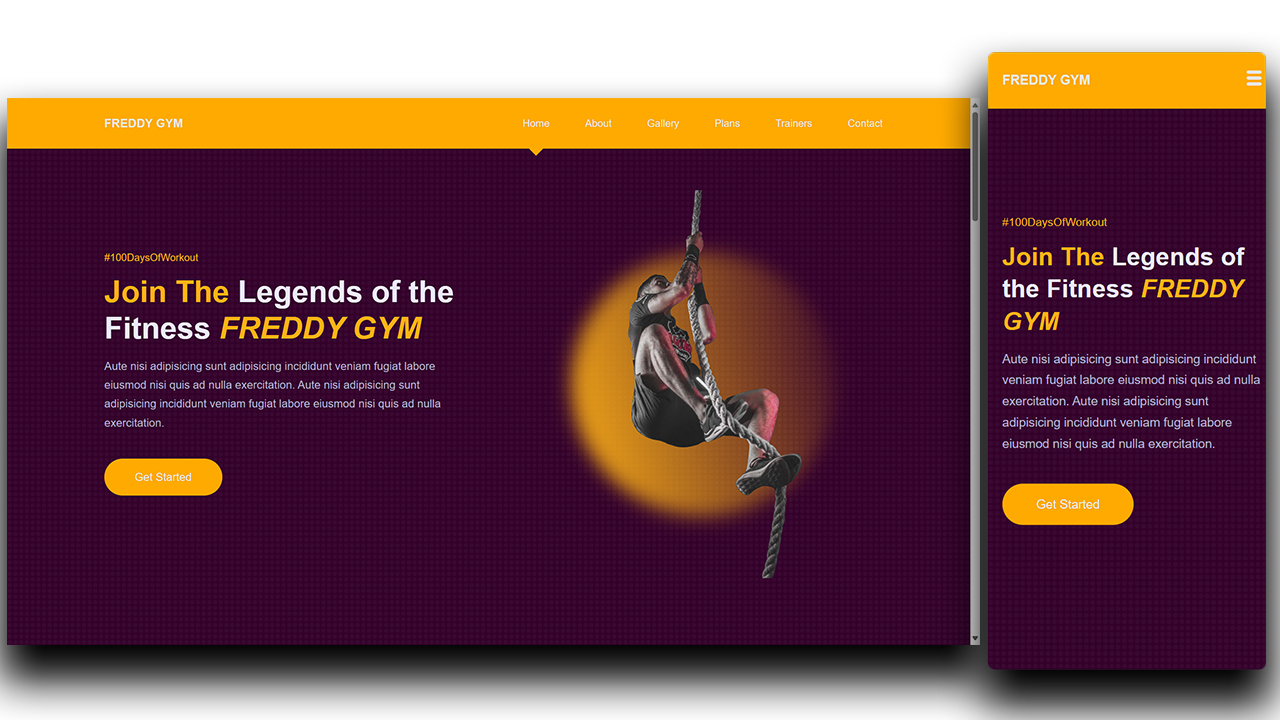 FREDDY GYM
Home About Gallery Plans Trainers Contact
#100DaysOfWorkout
Join The Legends of the
Fitness FREDDY GYM
Aute nisi adipisicing sunt adipisicing incididunt veniam fugiat labore
eiusmod nisi quis ad nulla exercitation. Aute nisi adipisicing sunt
adipisicing incididunt veniam fugiat labore eiusmod nisi quis ad nulla
exercitation.
Get Started
FREDDY GYM
#100DaysOfWorkout
Join The Legends of
the Fitness FREDDY
GYM
Aute nisi adipisicing sunt adipisicing incididunt
veniam fugiat labore eiusmod nisi quis ad nulla
exercitation. Aute nisi adipisicing sunt
adipisicing incididunt veniam fugiat labore
eiusmod nisi quis ad nulla exercitation.
Get Started